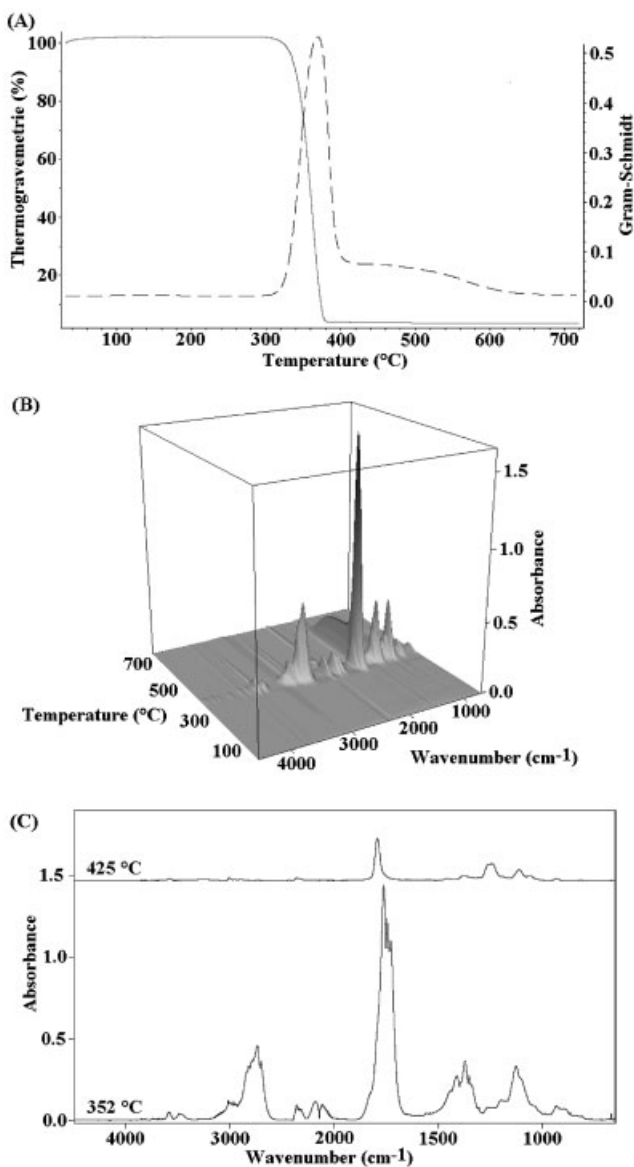 (A)
Thermogravemetrie (%)
100
80
60
40
20
0.5
0.4
0.3
0.2
0.1
0.0
Gram-Schmidt
100 200 300 400 500 600 700
Temperature (°C)
(B)
1.5
1.0
0.5
0.0
Absorbance
700
500
300
100
Temperature (°C)
4000 3000 2000 1000
Wavenumber (cm-1)
(C)
Absorbance
1.5
1.0
0.5
0.0
425 °C
352 °C
4000 3000 2000 1500 1000
Wavenumber (cm-1)